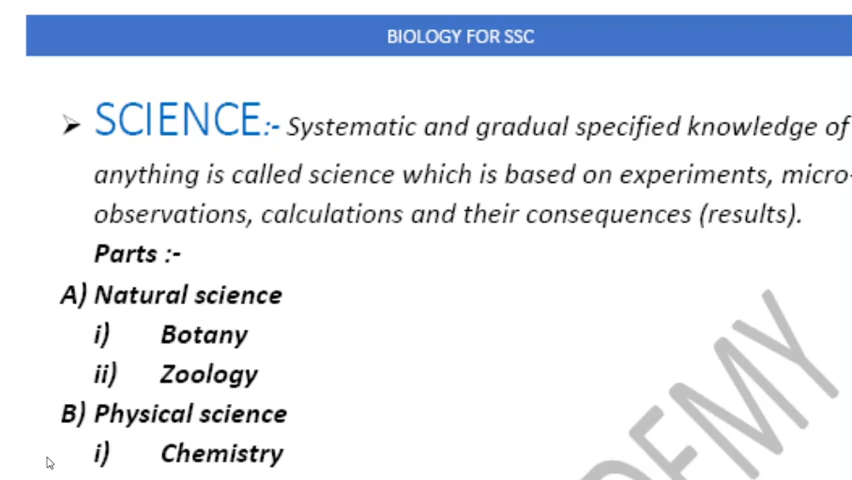 BIOLOGY FOR SSC
➢ SCIENCE:- Systematic and gradual specified knowledge of
anything is called science which is based on experiments, micro-
observations, calculations and their consequences (results).
Parts :-
A) Natural science
i) Botany
ii) Zoology
B) Physical science
i) Chemistry